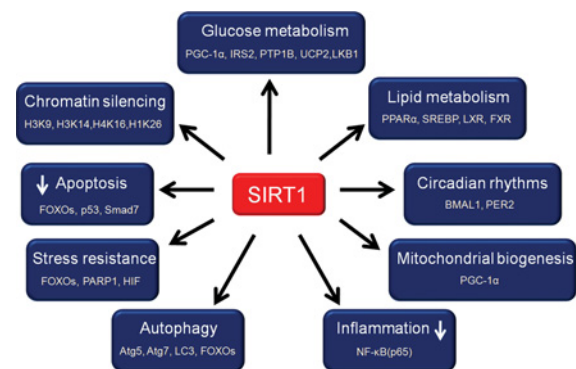 Glucose metabolism
PGC-1α, IRS2, PTP1B, UCP2,LKB1
Chromatin silencing
H3K9, H3K14,H4K16,H1K26
Lipid metabolism
PPARα, SREBP, LXR, FXR
Apoptosis
FOXOs, p53, Smad7
SIRT1
Circadian rhythms
BMAL1, PER2
Stress resistance
FOXOs, PARP1, HIF
Mitochondrial biogenesis
PGC-1α
Autophagy
Atg5, Atg7, LC3, FOXOs
Inflammation
NF-κB(p65)